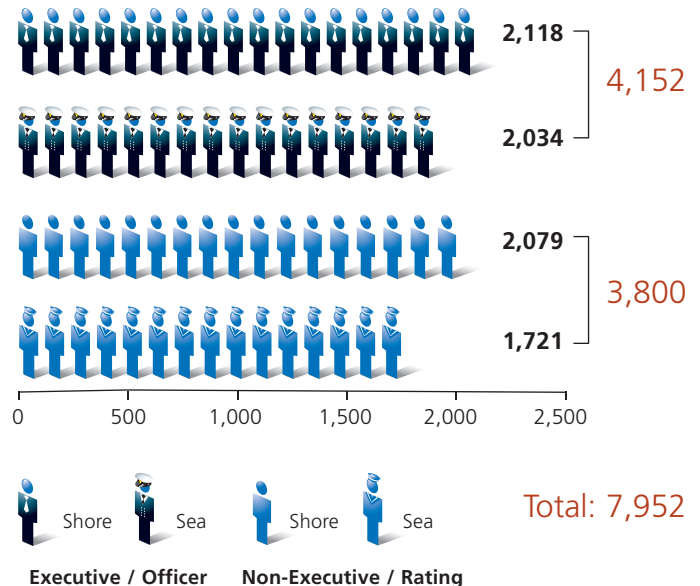 2,118
4,152
2,034
2,079
3,800
1,721
0 500 1,000 1,500 2,000 2,500
Shore Sea Shore Sea
Total: 7,952
Executive / Officer Non-Executive / Rating